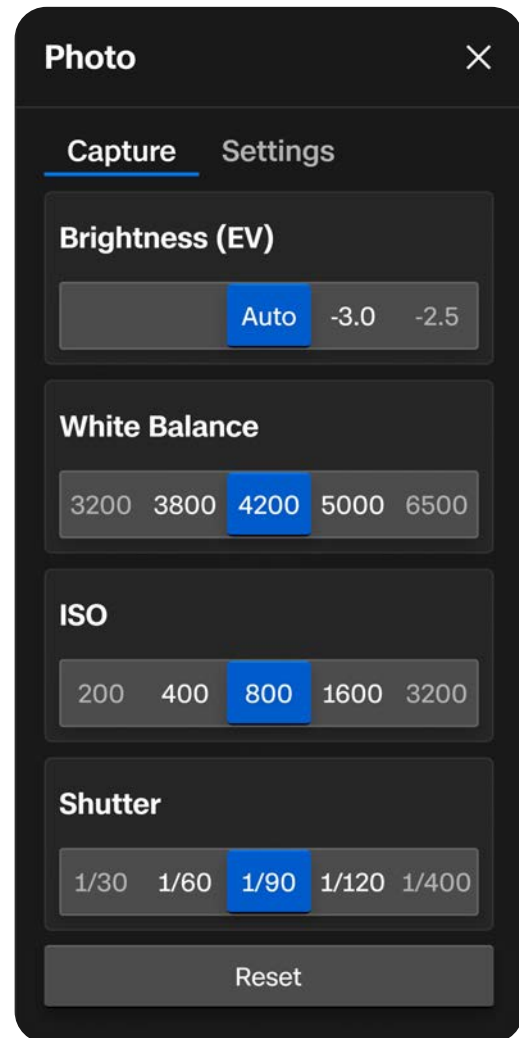 Photo
Capture Settings
Brightness (EV)
Auto -3.0 -2.5
White Balance
3200 3800 4200 5000 6500
ISO
200 400 800 1600 3200
Shutter
1/30 1/60 1/90 1/120 1/400
Reset